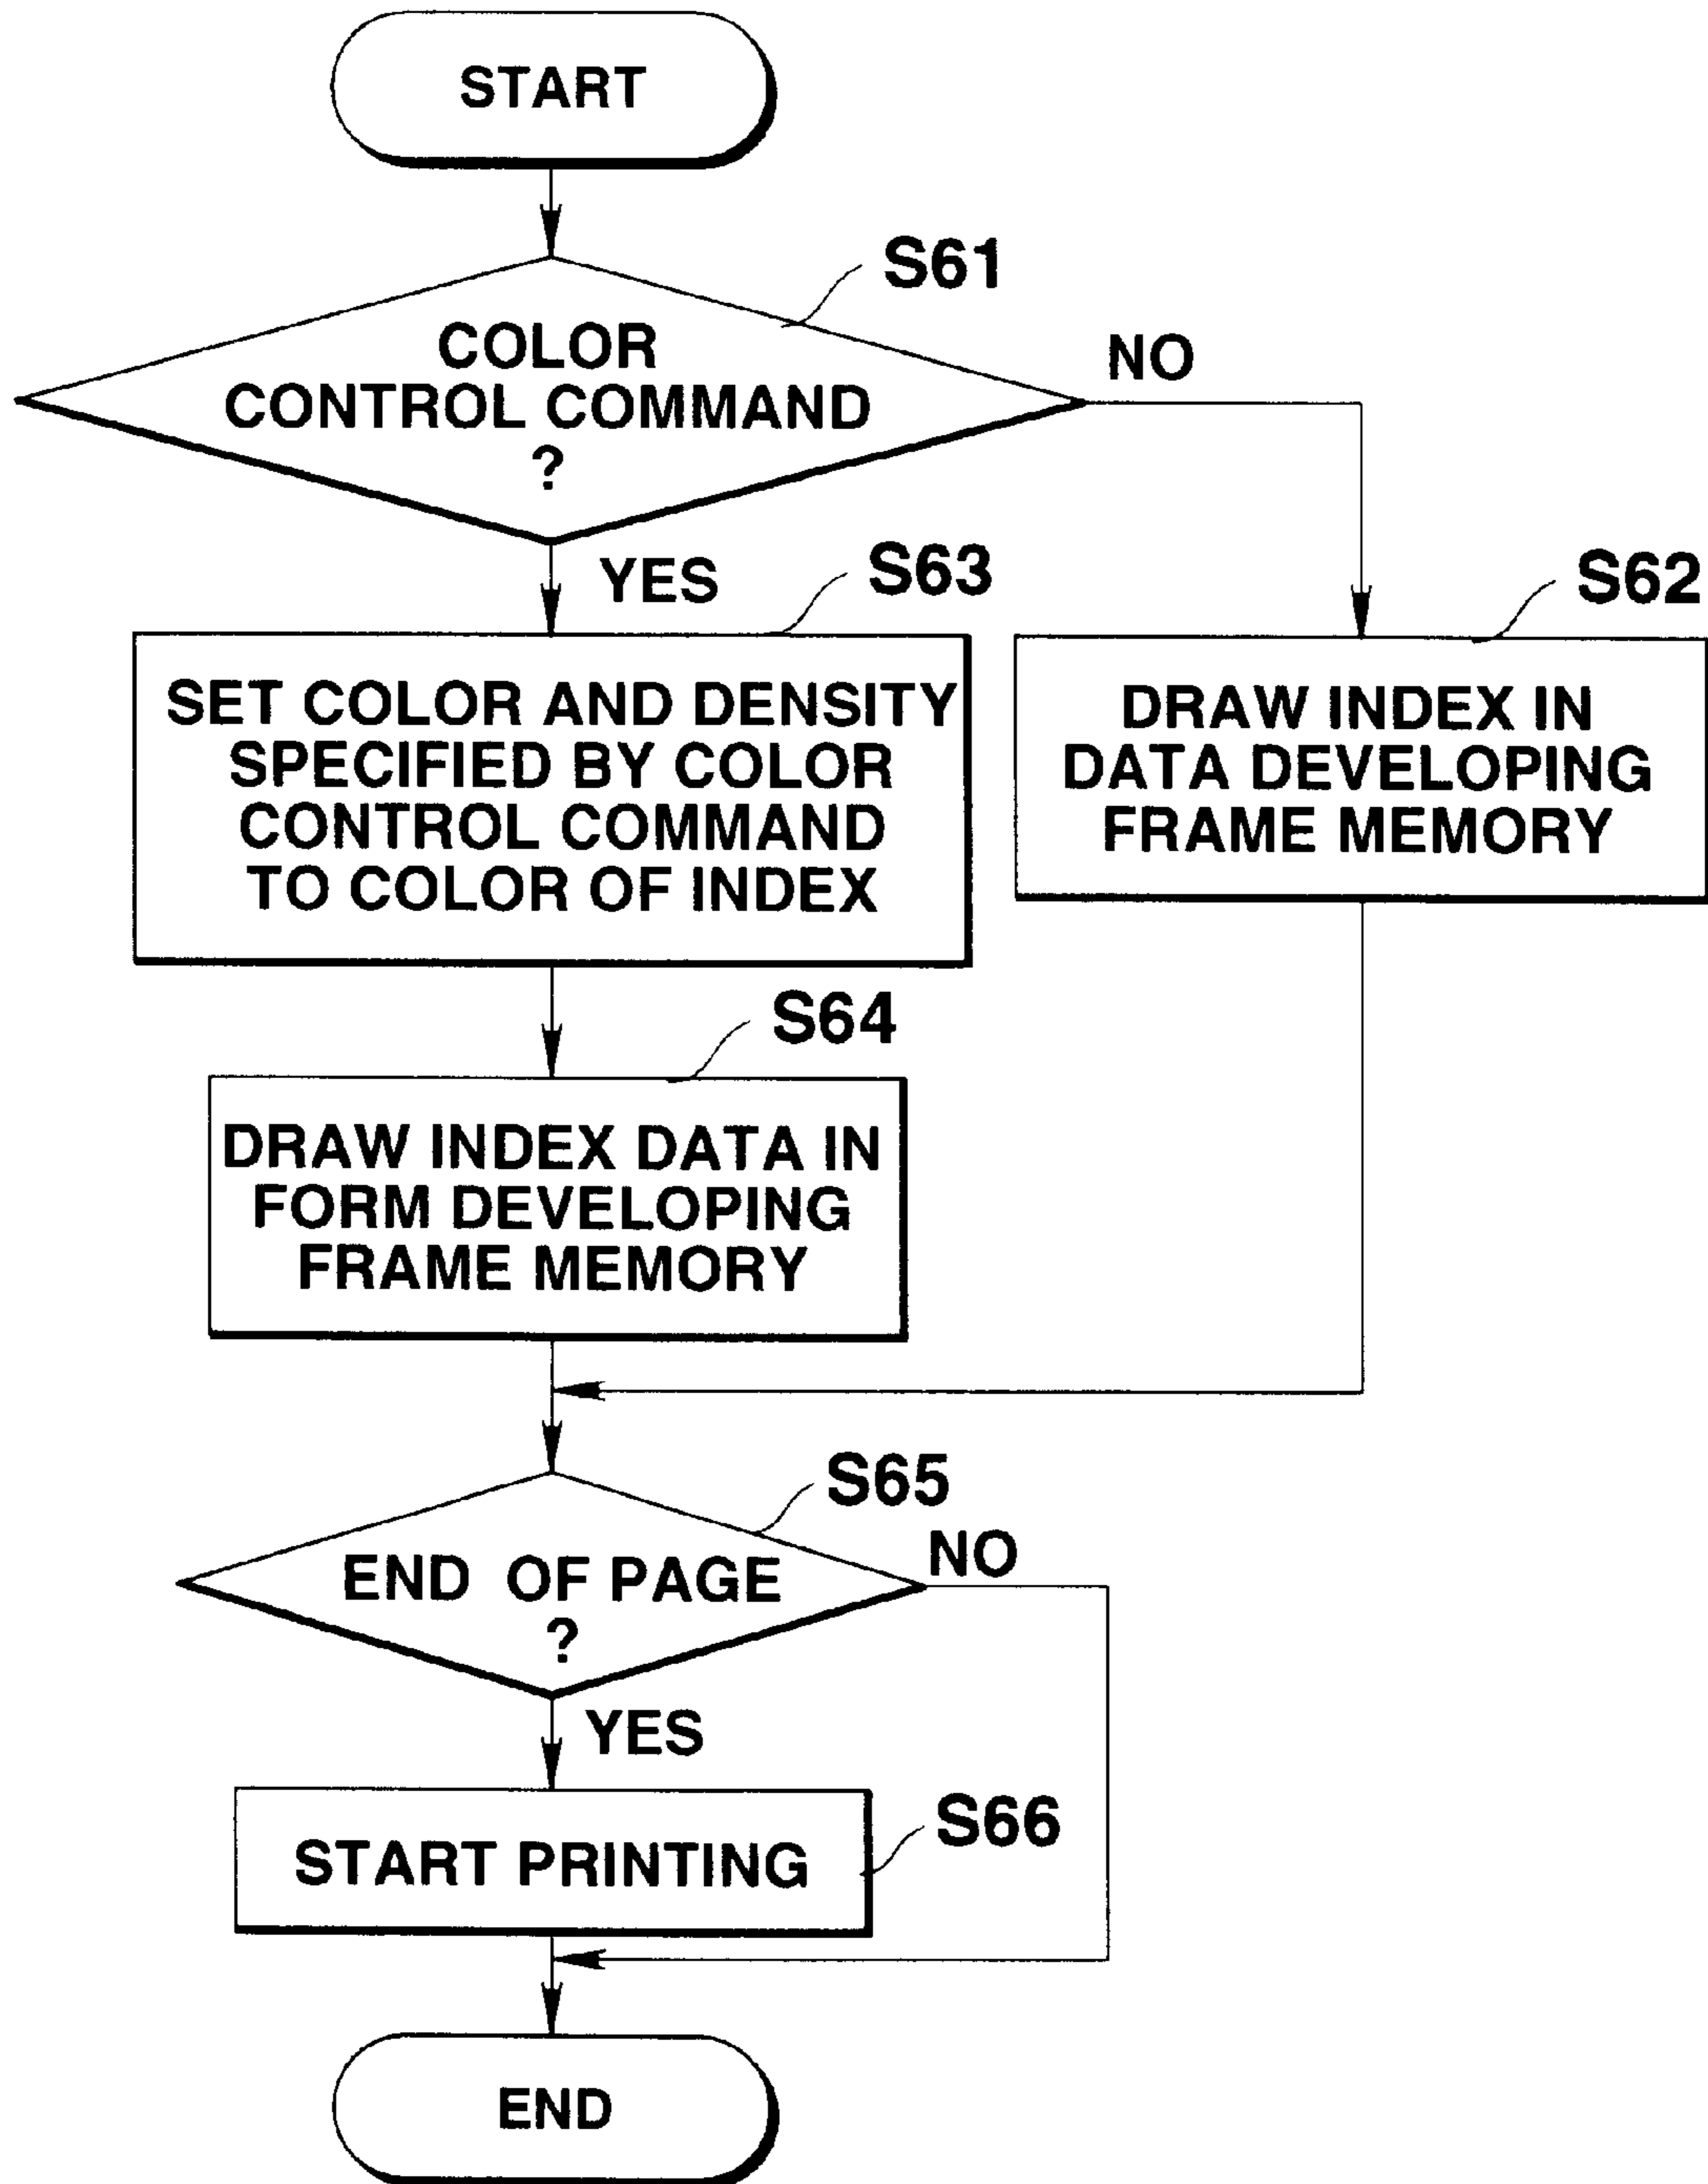 START
S61
COLOR
CONTROL COMMAND
?
NO
YES
S63
SET COLOR AND DENSITY
SPECIFIED BY COLOR
CONTROL COMMAND
TO COLOR OF INDEX
S62
DRAW INDEX IN
DATA DEVELOPING
FRAME MEMORY
S64
DRAW INDEX DATA IN
FORM DEVELOPING
FRAME MEMORY
S65
END OF PAGE
?
NO
YES
START PRINTING
S66
END